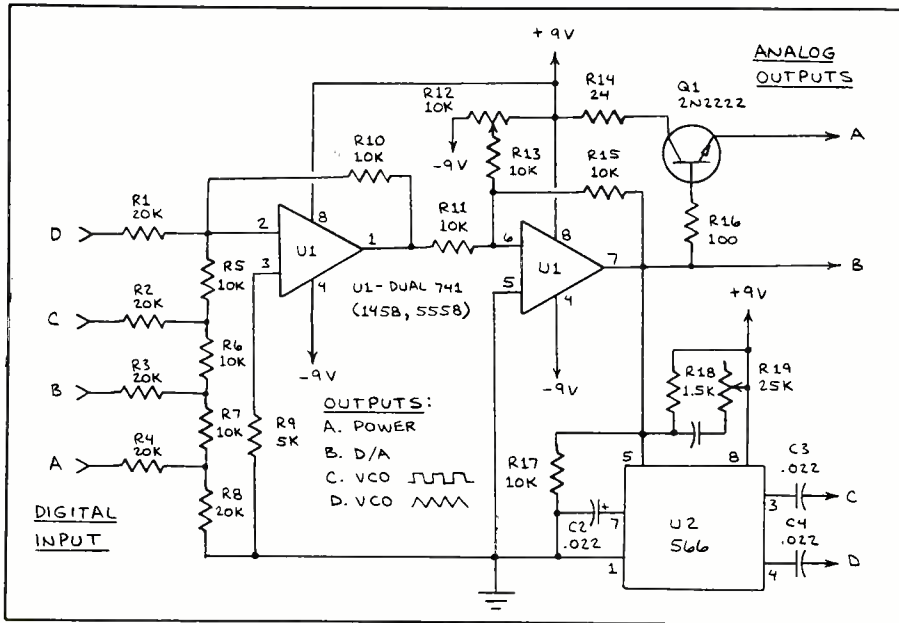 +9V
ANALOG
OUTPUTS
R12
10K
-9V
R14
24
Q1
2N2222
A
R10
10K
R13
10K
R15
10K
R1
20K
D
2
8
U1
1
3
4
R11
10K
6
8
U1
7
5
4
R16
100
B
R5
10K
U1-DUAL 741
(1458, 5558)
R2
20K
C
R6
10K
-9V
-9V
+9V
R3
20K
B
R7
10K
R9
5K
OUTPUTS:
A. POWER
B. D/A
C. VCO
D. VCO
R18
1.5K
R19
25K
R4
20K
A
R8
20K
R17
10K
5
8
C3
.022
3
C
C2
.022
+
7
U2
566
C4
.022
1
4
D
DIGITAL
INPUT